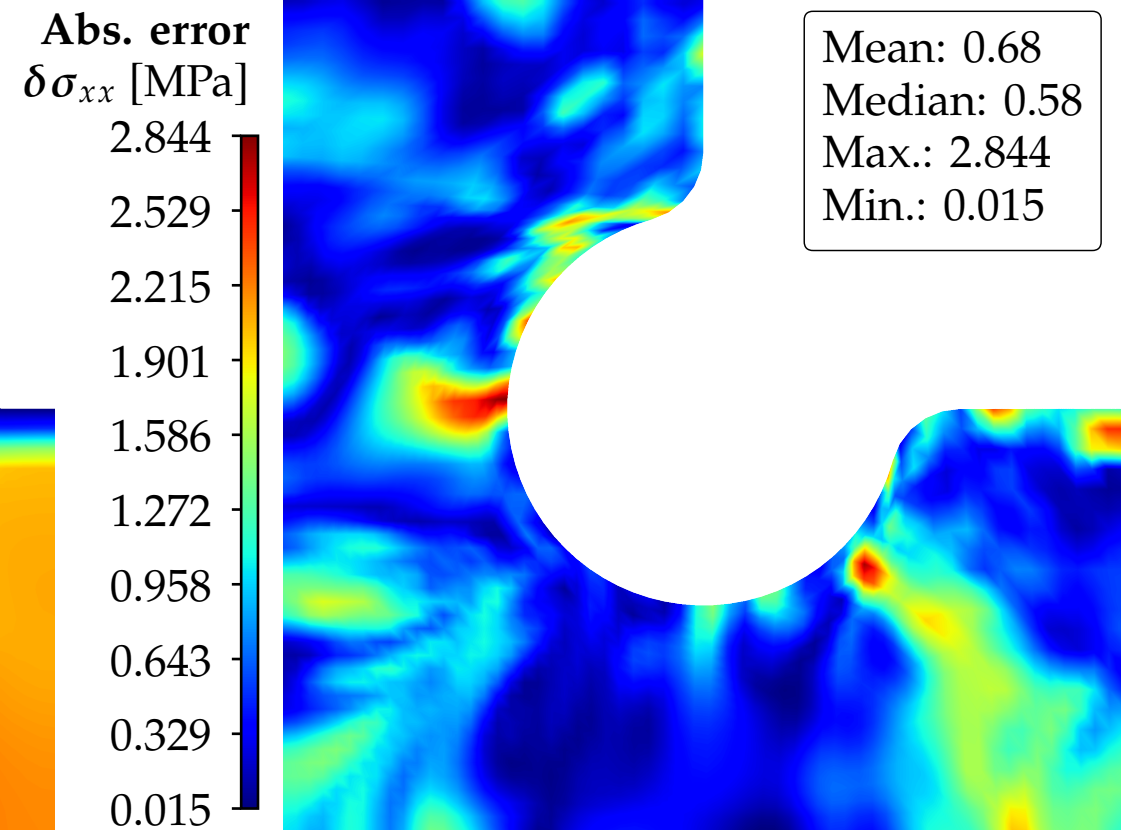 Abs. error
δσxx [MPa]
2.844
2.529
2.215
1.901
1.586
1.272
0.958
0.643
0.329
0.015
Mean: 0.68
Median: 0.58
Max.: 2.844
Min.: 0.015